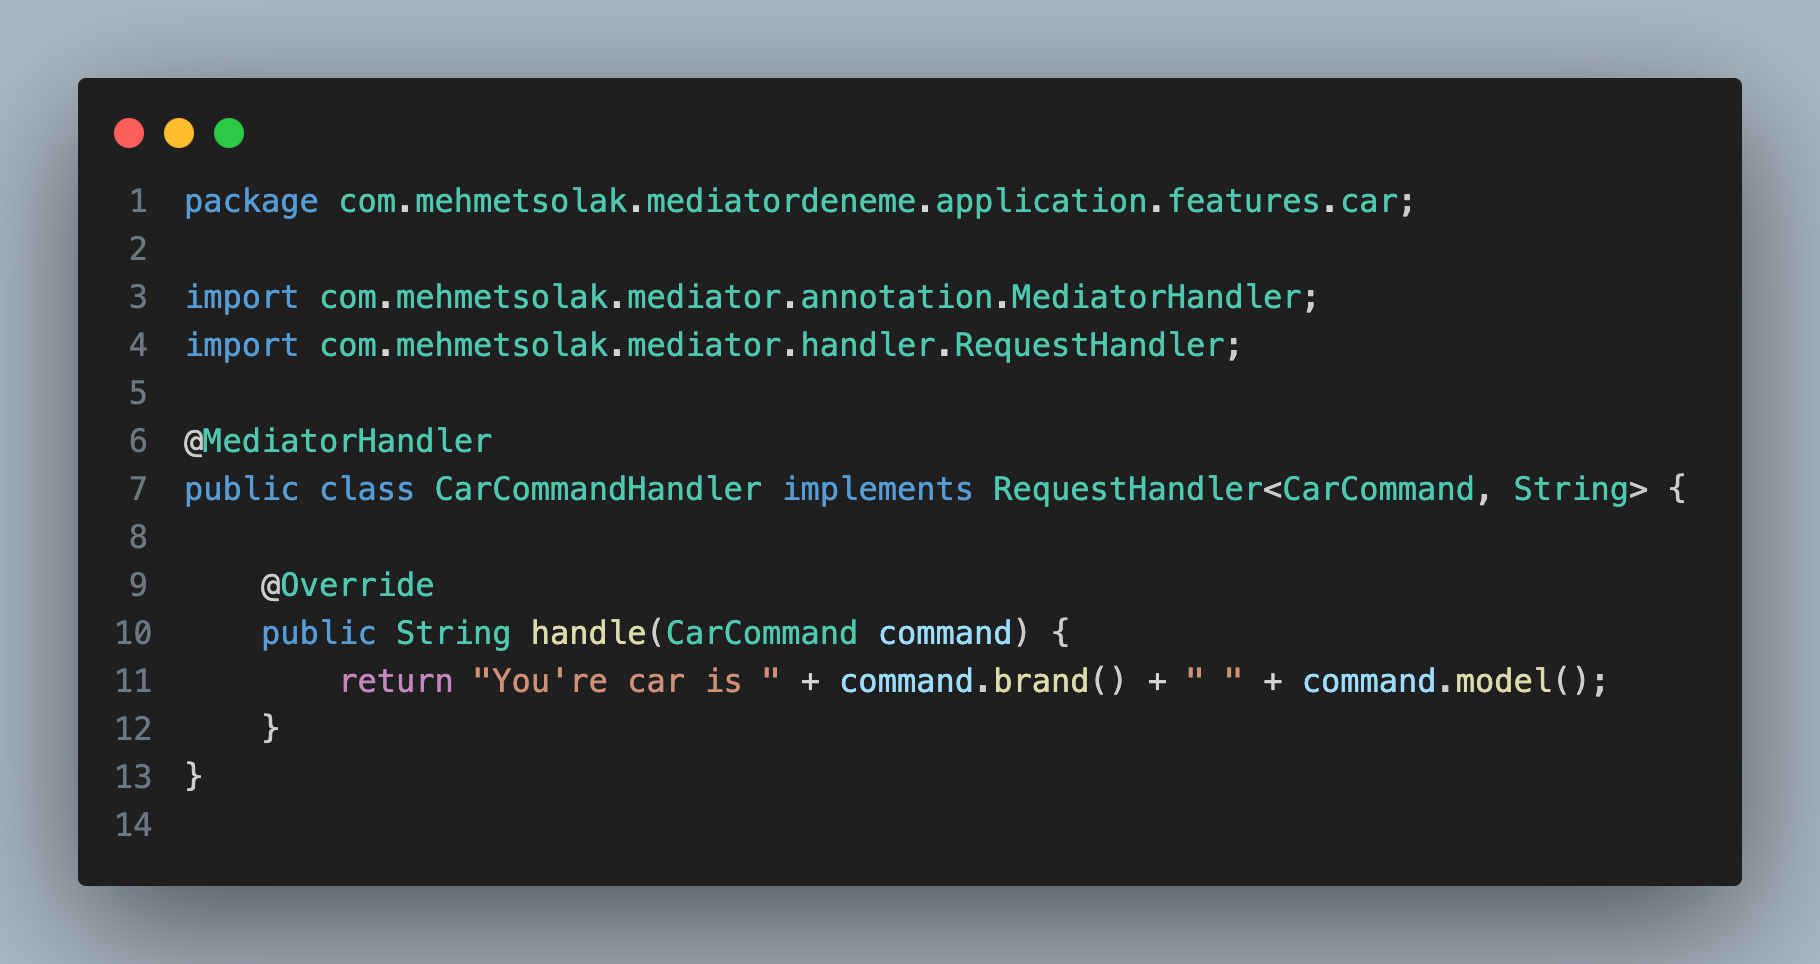 1 package com.mehmetsolak.mediatordeneme.application.features.car;
2
3 import com.mehmetsolak.mediator.annotation.MediatorHandler;
4 import com.mehmetsolak.mediator.handler.RequestHandler;
5
6 @MediatorHandler
7 public class CarCommandHandler implements RequestHandler<CarCommand, String> {
8
9     @Override
10     public String handle(CarCommand command) {
11         return "You're car is " + command.brand() + " " + command.model();
12     }
13 }
14